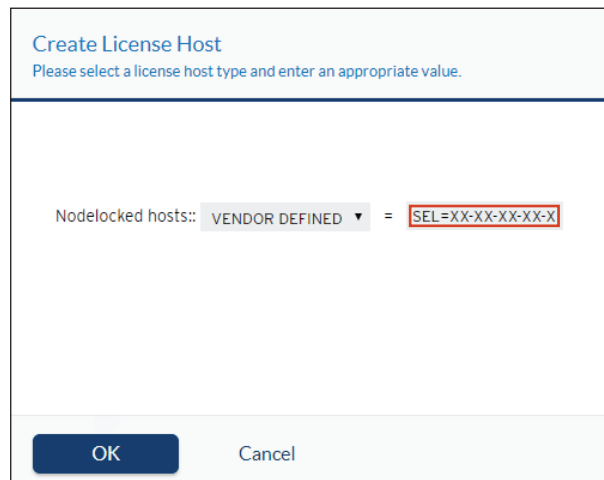 Create License Host
Please select a license host type and enter an appropriate value.
Nodelocked hosts:: VENDOR DEFINED ▼ = SEL=XX-XX-XX-XX-X
OK Cancel